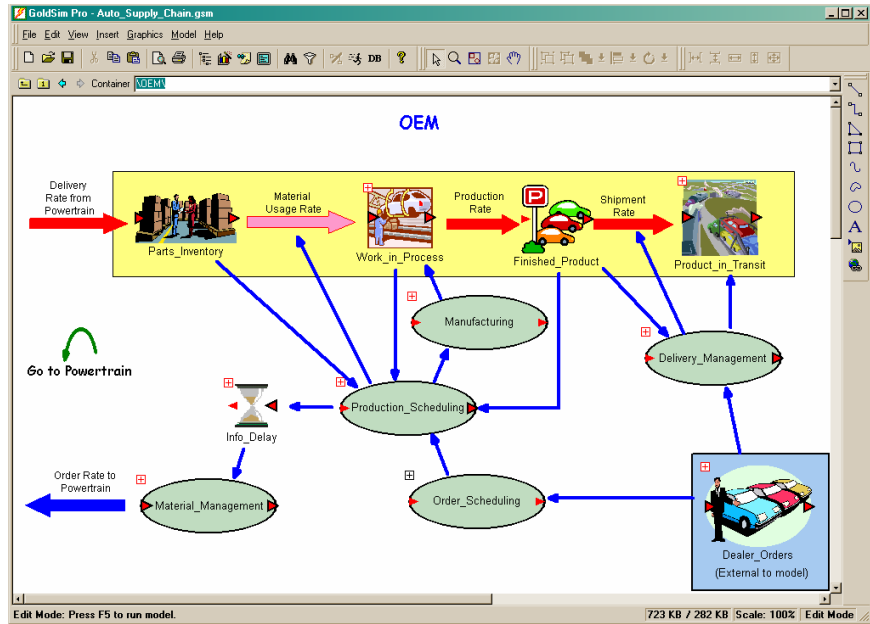 GoldSim Pro - Auto_Supply_Chain.gsm
File Edit View Insert Graphics Model Help
DB
Container \OEM\
OEM
Delivery
Rate from
Powertrain
Material
Usage Rate
Production
Rate
Shipment
Rate
P
Parts_Inventory
Work_in_Process
Finished_Product
Product_in_Transit
Manufacturing
Delivery_Management
Go to Powertrain
Production_Scheduling
Info_Delay
Order Rate to
Powertrain
Material_Management
Order_Scheduling
Dealer_Orders
(External to model)
A
Edit Mode: Press F5 to run model.
723 KB / 282 KB Scale: 100% Edit Mode